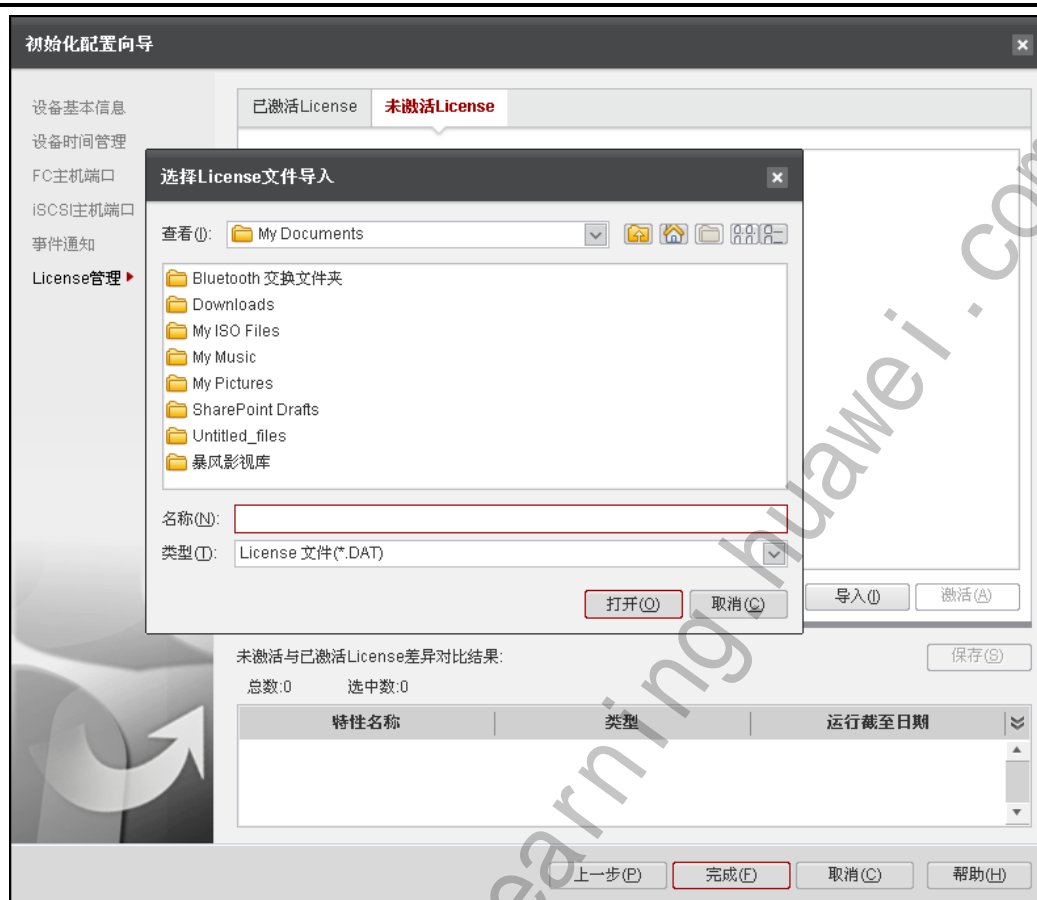 初始化配置向导
设备基本信息
设备时间管理
FC主机端口
iSCSI主机端口
事件通知
License管理
已激活License 未激活License
选择License文件导入
查看(I): My Documents
Bluetooth 交换文件夹
Downloads
My ISO Files
My Music
My Pictures
SharePoint Drafts
Untitled_files
暴风影视库
名称(N):
类型(T): License 文件(*.DAT)
打开(O) 取消(C)
导入(I) 激活(A)
未激活与已激活License差异对比结果: 保存(S)
总数:0 选中数:0
特性名称 类型 运行截至日期
上一步(P) 完成(F) 取消(C) 帮助(H)
earning.huawei.com